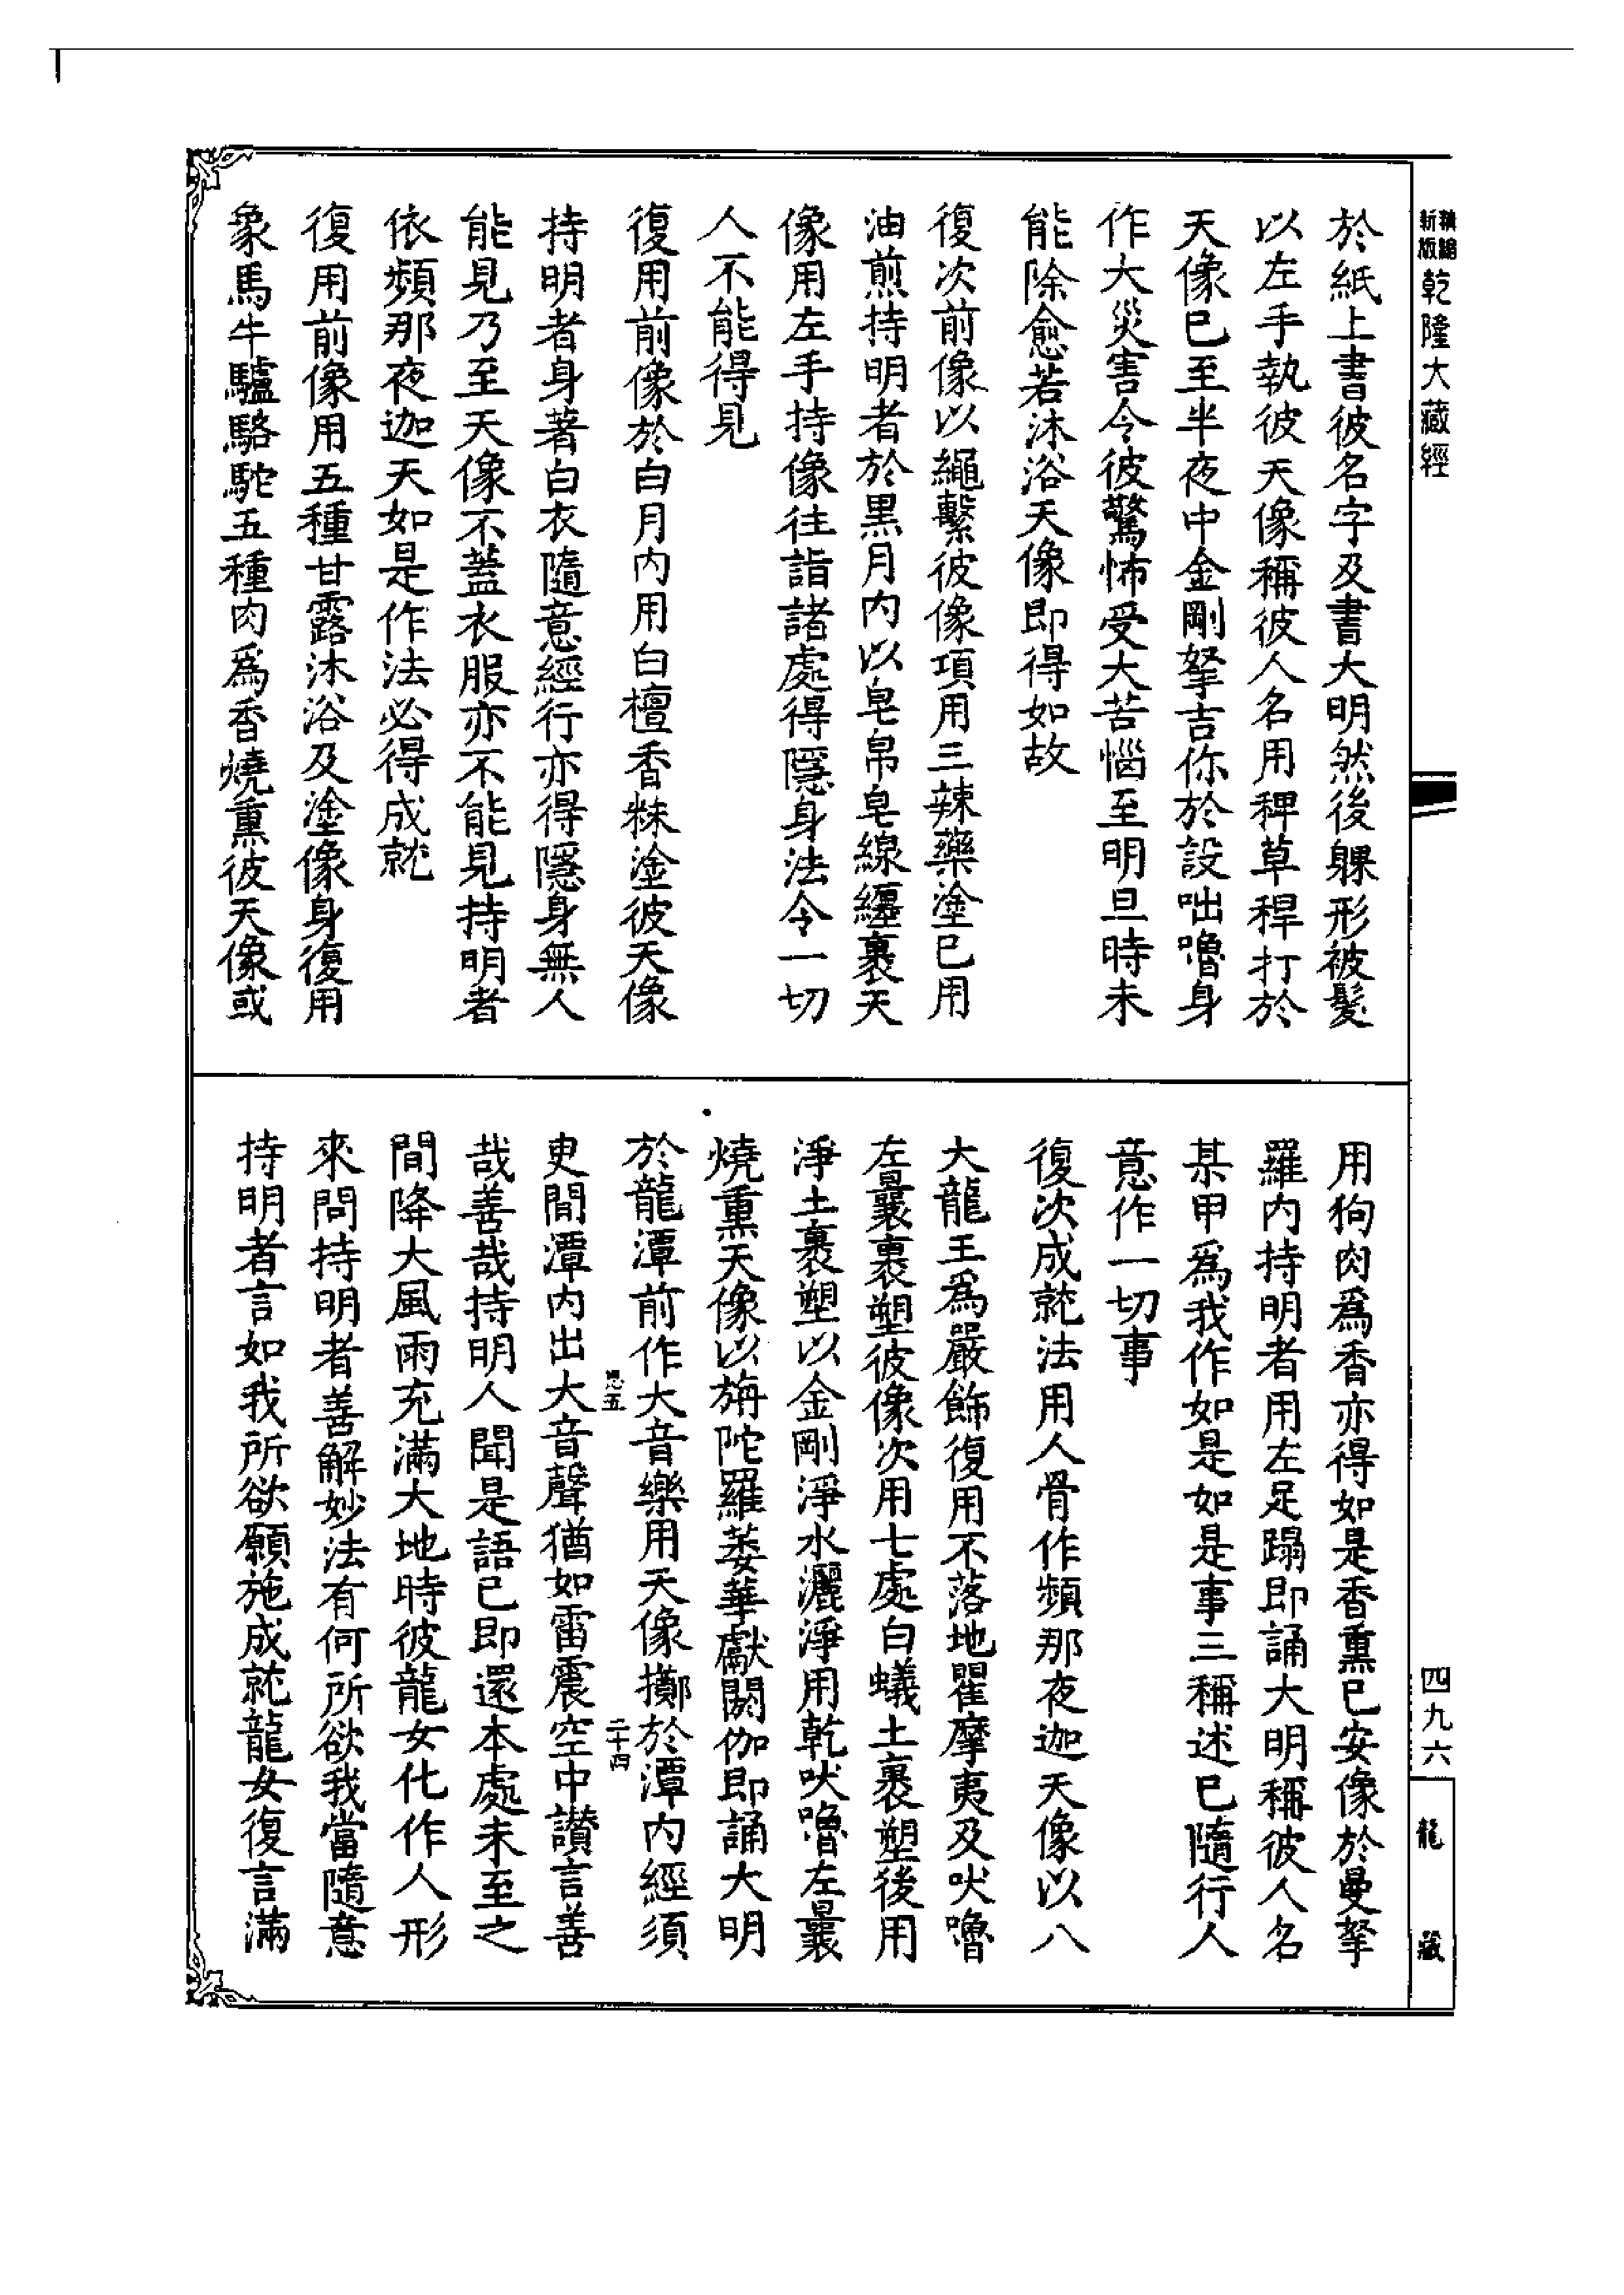 新版 精縮 乾隆大藏經
於紙上書彼名字及書大明然後躶形被髮
以左手執彼天像稱彼人名用稗草稈打於
天像已至半夜中金剛拏吉你於設咄嚕身
作大災害令彼驚怖受大苦惱至明旦時未
能除愈若沐浴天像即得如故
復次前像以繩繫彼像項用三辣藥塗已用
油煎持明者於黒月内以皂帛皂線纏裹天
像用左手持像往詣諸處得隱身法令一切
人不能得見
復用前像於白月内用白檀香粖塗彼天像
持明者身著白衣隨意經行亦得隱身無人
能見乃至天像不蓋衣服亦不能見持明者
依頻那夜迦天如是作法必得成就
復用前像用五種甘露沐浴及塗像身復用
象馬牛驢駱駝五種肉爲香燒熏彼天像或
用狗肉爲香亦得如是香熏已安像於曼拏
羅内持明者用左足蹋即誦大明稱彼人名
某甲爲我作如是如是事三稱述已隨行人
意作一切事
復次成就法用人骨作頻那夜迦天像以八
大龍王爲嚴飾復用不落地瞿摩夷及吠嚕
左曩裹塑彼像次用七處白蟻土裹塑後用
淨土裹塑以金剛淨水灑淨用乾吠嚕左曩
燒熏天像以旃陀羅蕚華獻閼伽即誦大明
於龍潭前作大音樂用天像擲於潭内經須
恶五 二十四
臾間潭内出大音聲猶如雷震空中讃言善
哉善哉持明人聞是語已即還本處未至之
間降大風雨充滿大地時彼龍女化作人形
來問持明者善解妙法有何所欲我當隨意
持明者言如我所欲願施成就龍女復言滿
四九六
龍藏